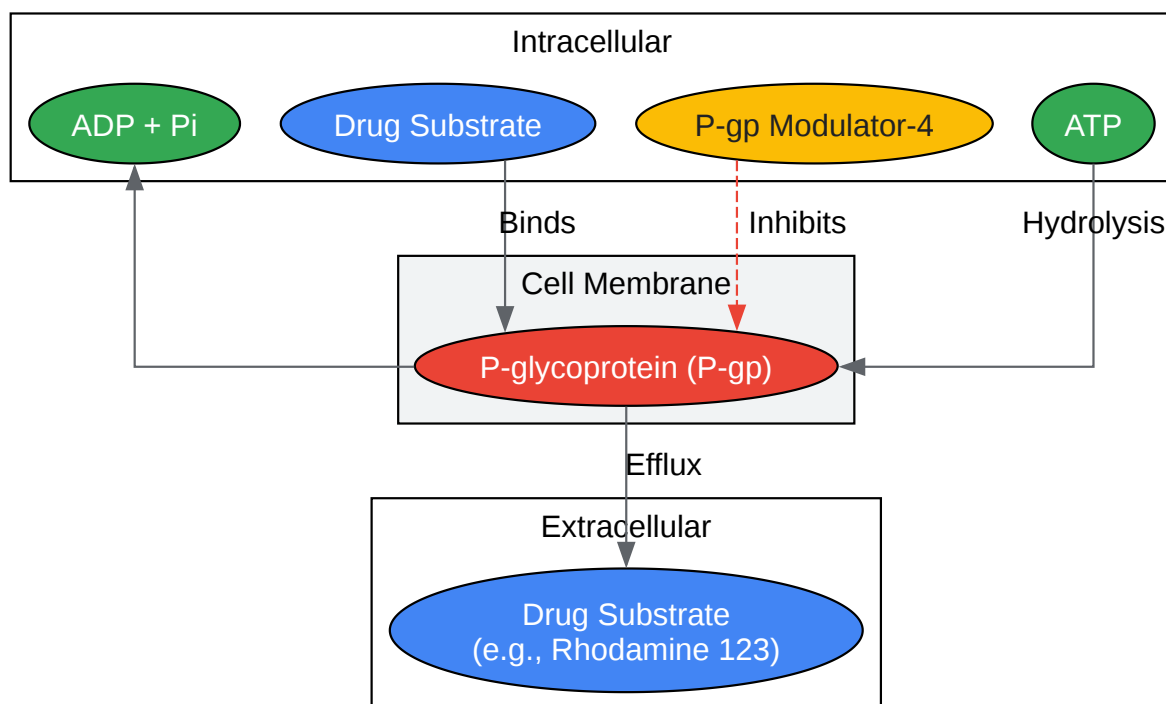 Intracellular
ADP + Pi
Drug Substrate
P-gp Modulator-4
ATP
Binds
Inhibits
Hydrolysis
Cell Membrane
P-glycoprotein (P-gp)
Efflux
Extracellular
Drug Substrate
(e.g., Rhodamine 123)